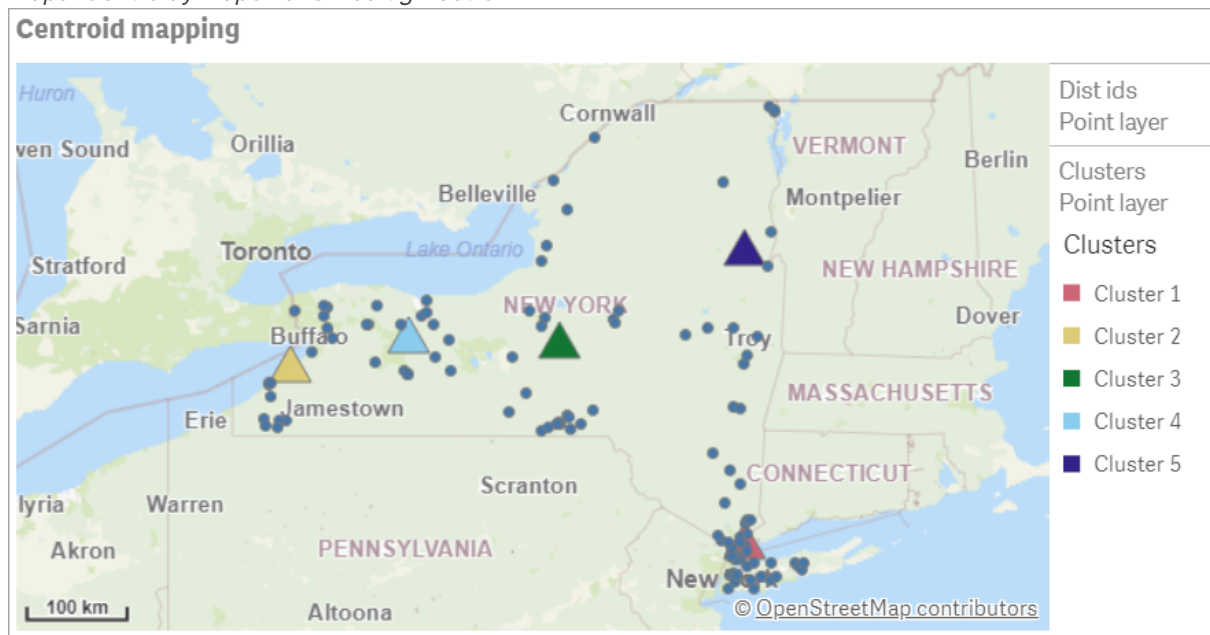 Centroid mapping
Huron
Cornwall
Orillia
ven Sound
VERMONT
Berlin
Belleville
Montpelier
Toronto
Lake Ontario
Stratford
NEW HAMPSHIRE
NEW YORK
Sarnia
Buffalo
Troy
Dover
Jamestown
MASSACHUSETTS
Erie
CONNECTICUT
Scranton
lyria
Warren
Akron
PENNSYLVANIA
New York
100 km
Altoona
© OpenStreetMap contributors
Dist ids
Point layer
Clusters
Point layer
Clusters
Cluster 1
Cluster 2
Cluster 3
Cluster 4
Cluster 5